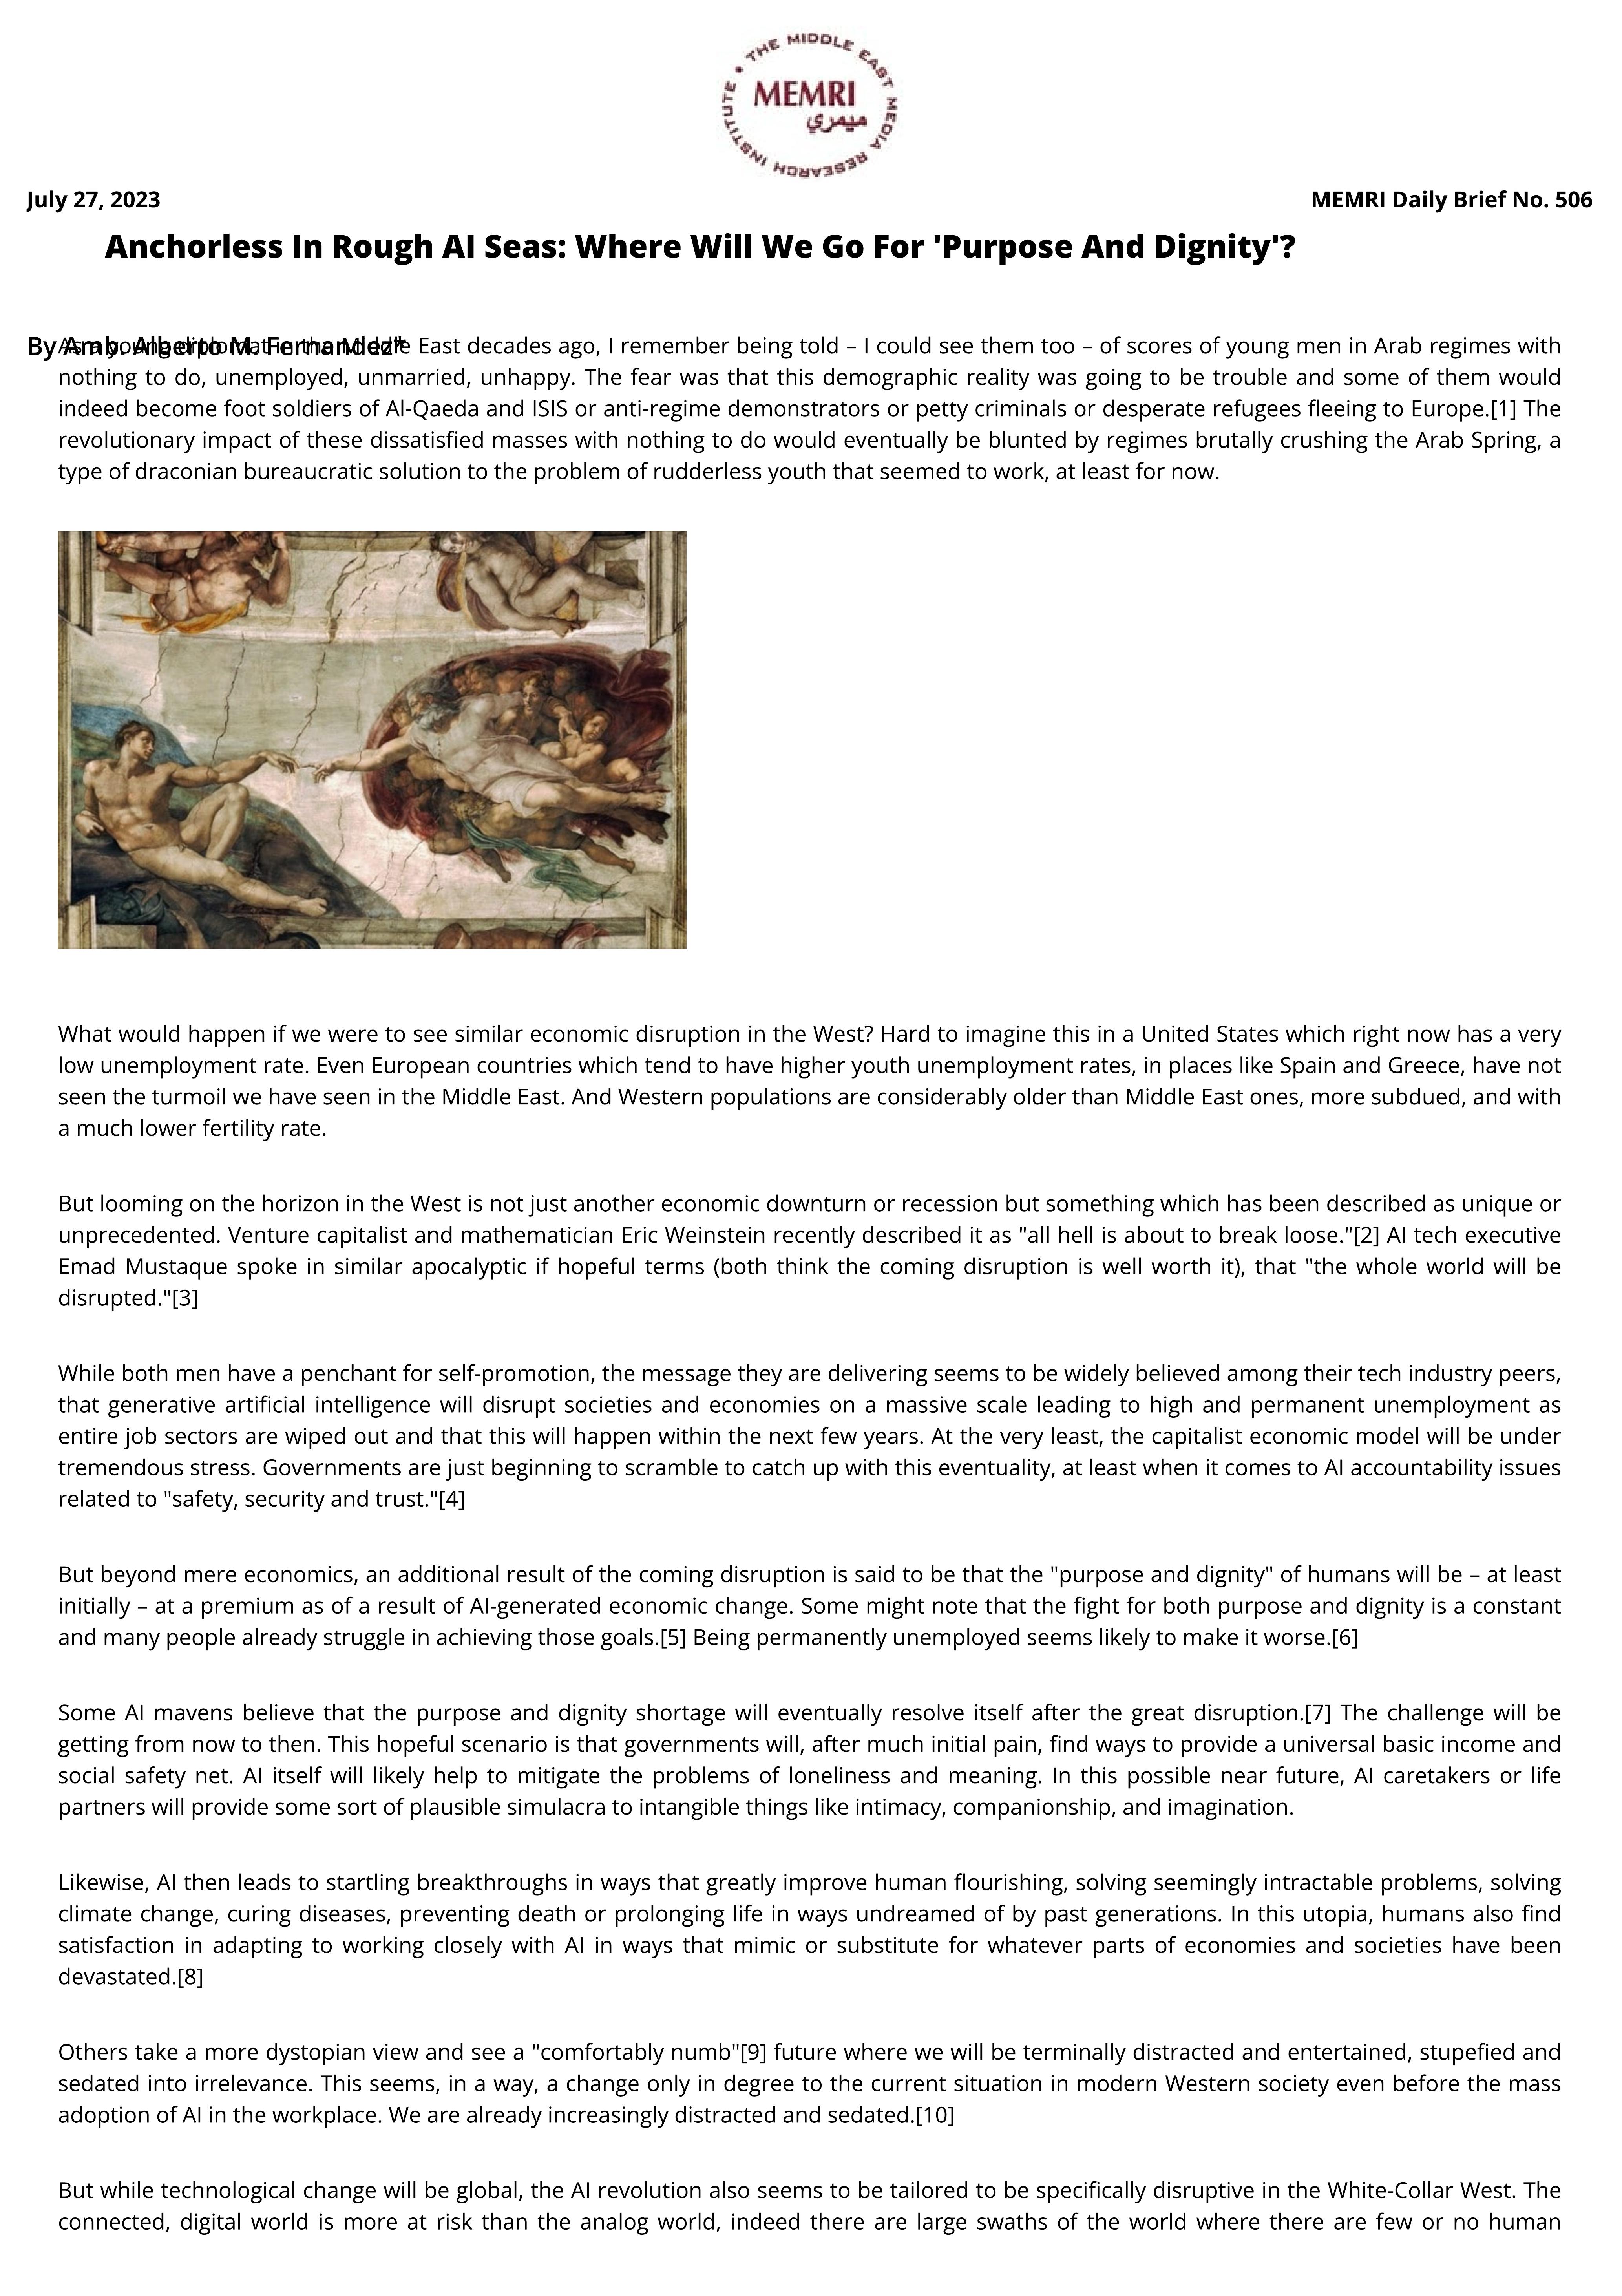 THE MIDDLE EAST MEDIA RESEARCH INSTITUTE
MEMRI
ميمري
July 27, 2023 MEMRI Daily Brief No. 506
Anchorless In Rough AI Seas: Where Will We Go For 'Purpose And Dignity'?
By Amb. Alberto M. Fernandez*
As a young diplomat in the Middle East decades ago, I remember being told – I could see them too – of scores of young men in Arab regimes with
nothing to do, unemployed, unmarried, unhappy. The fear was that this demographic reality was going to be trouble and some of them would
indeed become foot soldiers of Al-Qaeda and ISIS or anti-regime demonstrators or petty criminals or desperate refugees fleeing to Europe.[1] The
revolutionary impact of these dissatisfied masses with nothing to do would eventually be blunted by regimes brutally crushing the Arab Spring, a
type of draconian bureaucratic solution to the problem of rudderless youth that seemed to work, at least for now.
What would happen if we were to see similar economic disruption in the West? Hard to imagine this in a United States which right now has a very
low unemployment rate. Even European countries which tend to have higher youth unemployment rates, in places like Spain and Greece, have not
seen the turmoil we have seen in the Middle East. And Western populations are considerably older than Middle East ones, more subdued, and with
a much lower fertility rate.
But looming on the horizon in the West is not just another economic downturn or recession but something which has been described as unique or
unprecedented. Venture capitalist and mathematician Eric Weinstein recently described it as "all hell is about to break loose."[2] AI tech executive
Emad Mustaque spoke in similar apocalyptic if hopeful terms (both think the coming disruption is well worth it), that "the whole world will be
disrupted."[3]
While both men have a penchant for self-promotion, the message they are delivering seems to be widely believed among their tech industry peers,
that generative artificial intelligence will disrupt societies and economies on a massive scale leading to high and permanent unemployment as
entire job sectors are wiped out and that this will happen within the next few years. At the very least, the capitalist economic model will be under
tremendous stress. Governments are just beginning to scramble to catch up with this eventuality, at least when it comes to AI accountability issues
related to "safety, security and trust."[4]
But beyond mere economics, an additional result of the coming disruption is said to be that the "purpose and dignity" of humans will be – at least
initially – at a premium as of a result of AI-generated economic change. Some might note that the fight for both purpose and dignity is a constant
and many people already struggle in achieving those goals.[5] Being permanently unemployed seems likely to make it worse.[6]
Some AI mavens believe that the purpose and dignity shortage will eventually resolve itself after the great disruption.[7] The challenge will be
getting from now to then. This hopeful scenario is that governments will, after much initial pain, find ways to provide a universal basic income and
social safety net. AI itself will likely help to mitigate the problems of loneliness and meaning. In this possible near future, AI caretakers or life
partners will provide some sort of plausible simulacra to intangible things like intimacy, companionship, and imagination.
Likewise, AI then leads to startling breakthroughs in ways that greatly improve human flourishing, solving seemingly intractable problems, solving
climate change, curing diseases, preventing death or prolonging life in ways undreamed of by past generations. In this utopia, humans also find
satisfaction in adapting to working closely with AI in ways that mimic or substitute for whatever parts of economies and societies have been
devastated.[8]
Others take a more dystopian view and see a "comfortably numb"[9] future where we will be terminally distracted and entertained, stupefied and
sedated into irrelevance. This seems, in a way, a change only in degree to the current situation in modern Western society even before the mass
adoption of AI in the workplace. We are already increasingly distracted and sedated.[10]
But while technological change will be global, the AI revolution also seems to be tailored to be specifically disruptive in the White-Collar West. The
connected, digital world is more at risk than the analog world, indeed there are large swaths of the world where there are few or no human